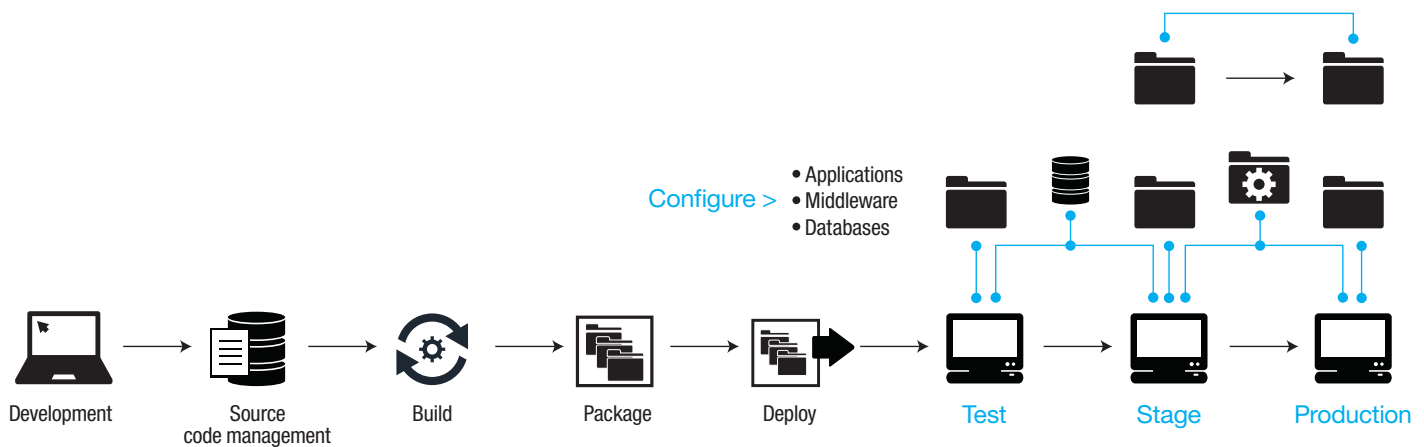 Configure >
• Applications
• Middleware
• Databases
Development
Source
code management
Build
Package
Deploy
Test
Stage
Production